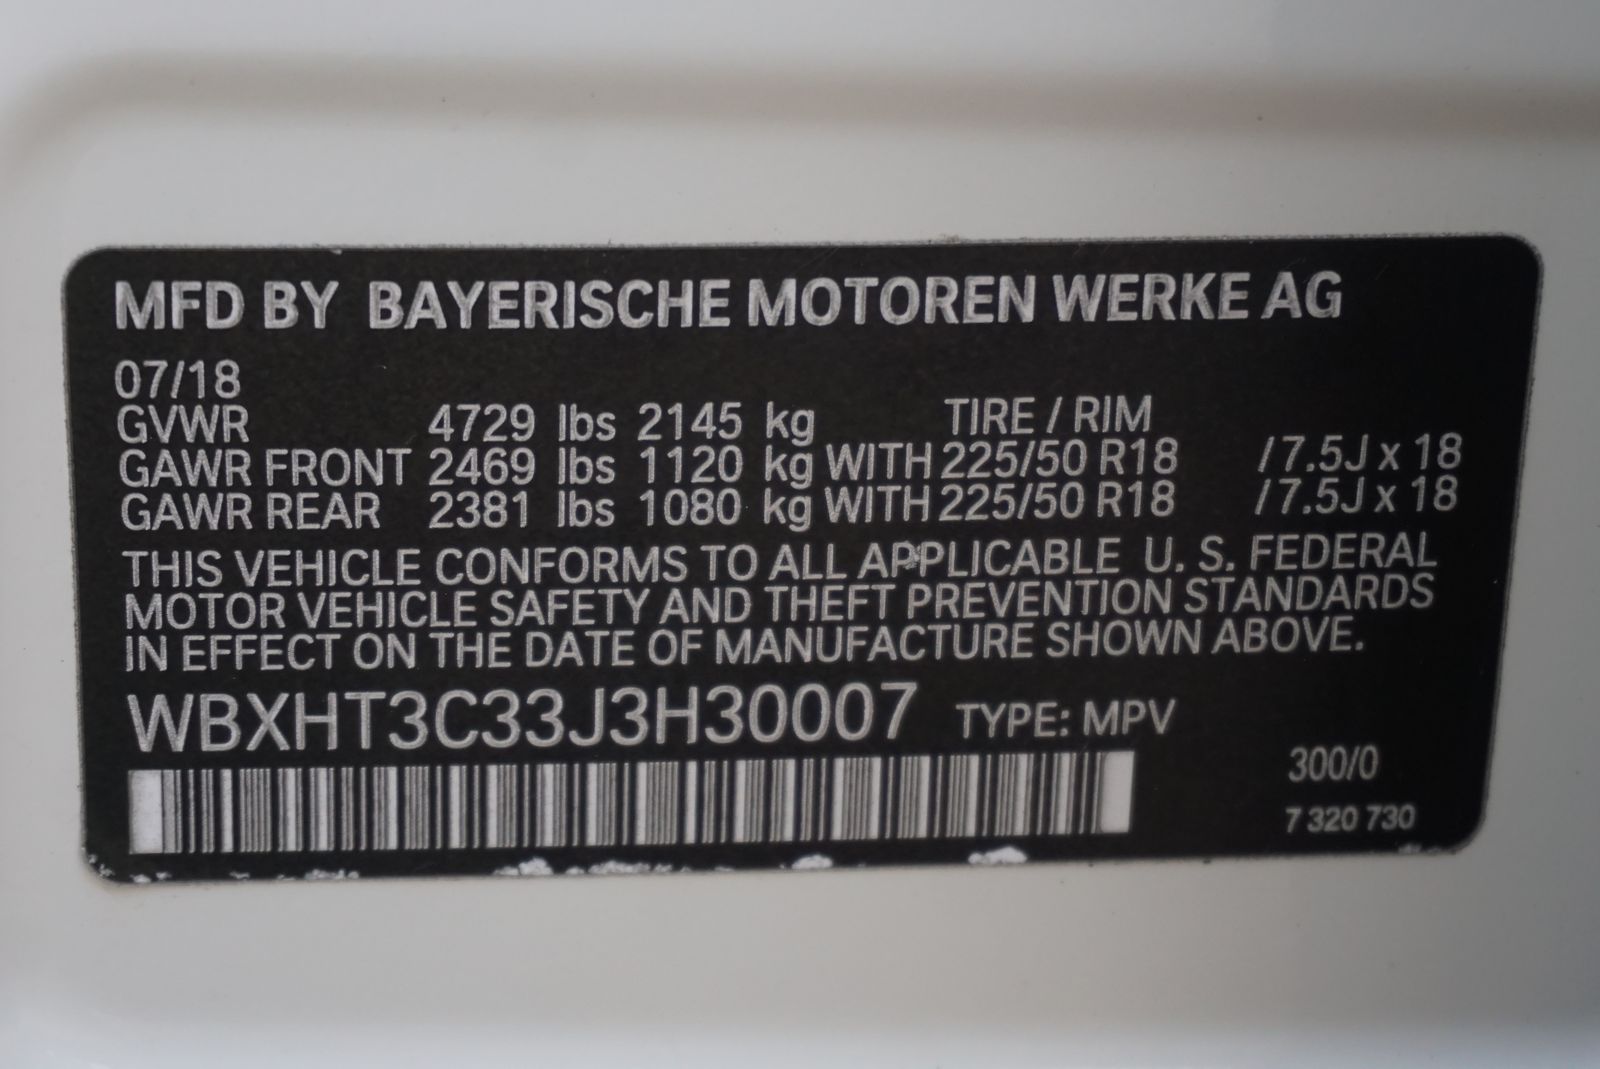 MFD BY BAYERISCHE MOTOREN WERKE AG
07/18
GVWR 4729 lbs 2145 kg TIRE / RIM
GAWR FRONT 2469 lbs 1120 kg WITH 225/50 R18 / 7.5J x 18
GAWR REAR 2381 lbs 1080 kg WITH 225/50 R18 / 7.5J x 18
THIS VEHICLE CONFORMS TO ALL APPLICABLE U. S. FEDERAL
MOTOR VEHICLE SAFETY AND THEFT PREVENTION STANDARDS
IN EFFECT ON THE DATE OF MANUFACTURE SHOWN ABOVE.
WBXHT3C33J3H30007 TYPE: MPV
300/0
7 320 730